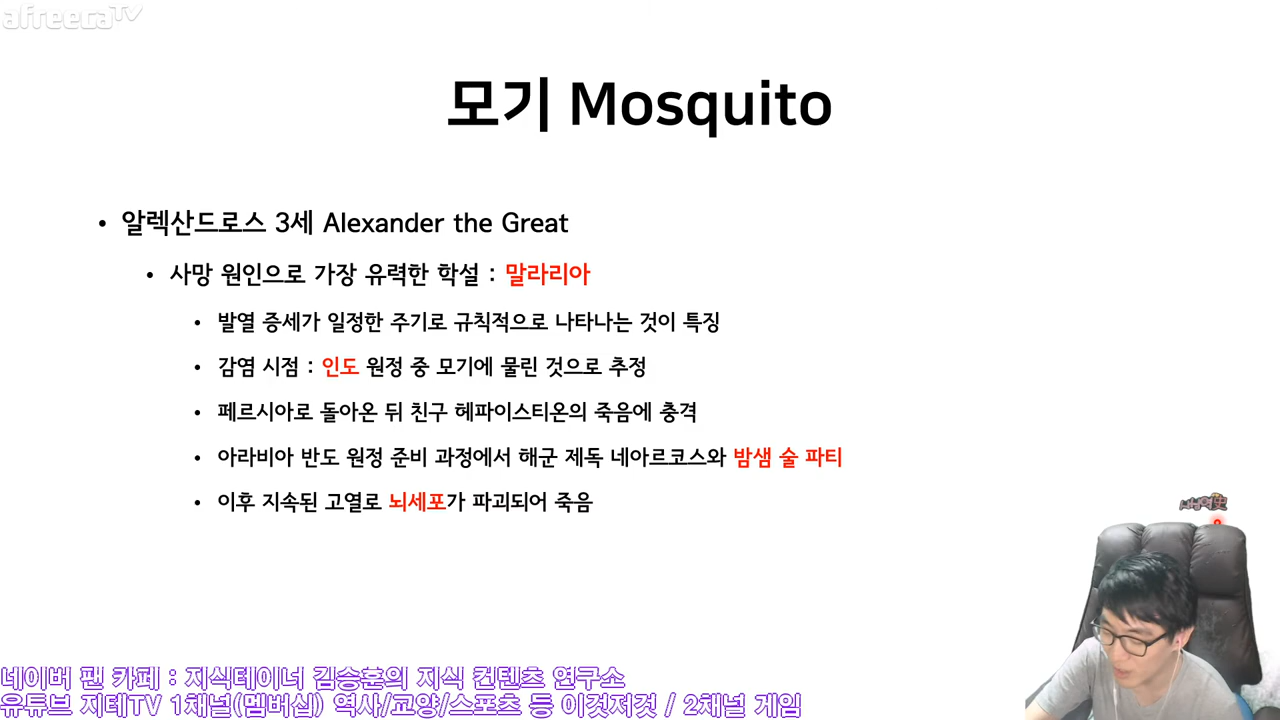 afreecaTV
모기 Mosquito
• 알렉산드로스 3세 Alexander the Great
• 사망 원인으로 가장 유력한 학설 : 말라리아
• 발열 증세가 일정한 주기로 규칙적으로 나타나는 것이 특징
• 감염 시점 : 인도 원정 중 모기에 물린 것으로 추정
• 페르시아로 돌아온 뒤 친구 헤파이스티온의 죽음에 충격
• 아라비아 반도 원정 준비 과정에서 해군 제독 네아르코스와 밤샘 술 파티
• 이후 지속된 고열로 뇌세포가 파괴되어 죽음
네이버 팬 카페 : 지식테이너 김승훈의 지식 컨텐츠 연구소
유튜브 지테TV 1채널(멤버십) 역사/교양/스포츠 등 이것저것 / 2채널 게임